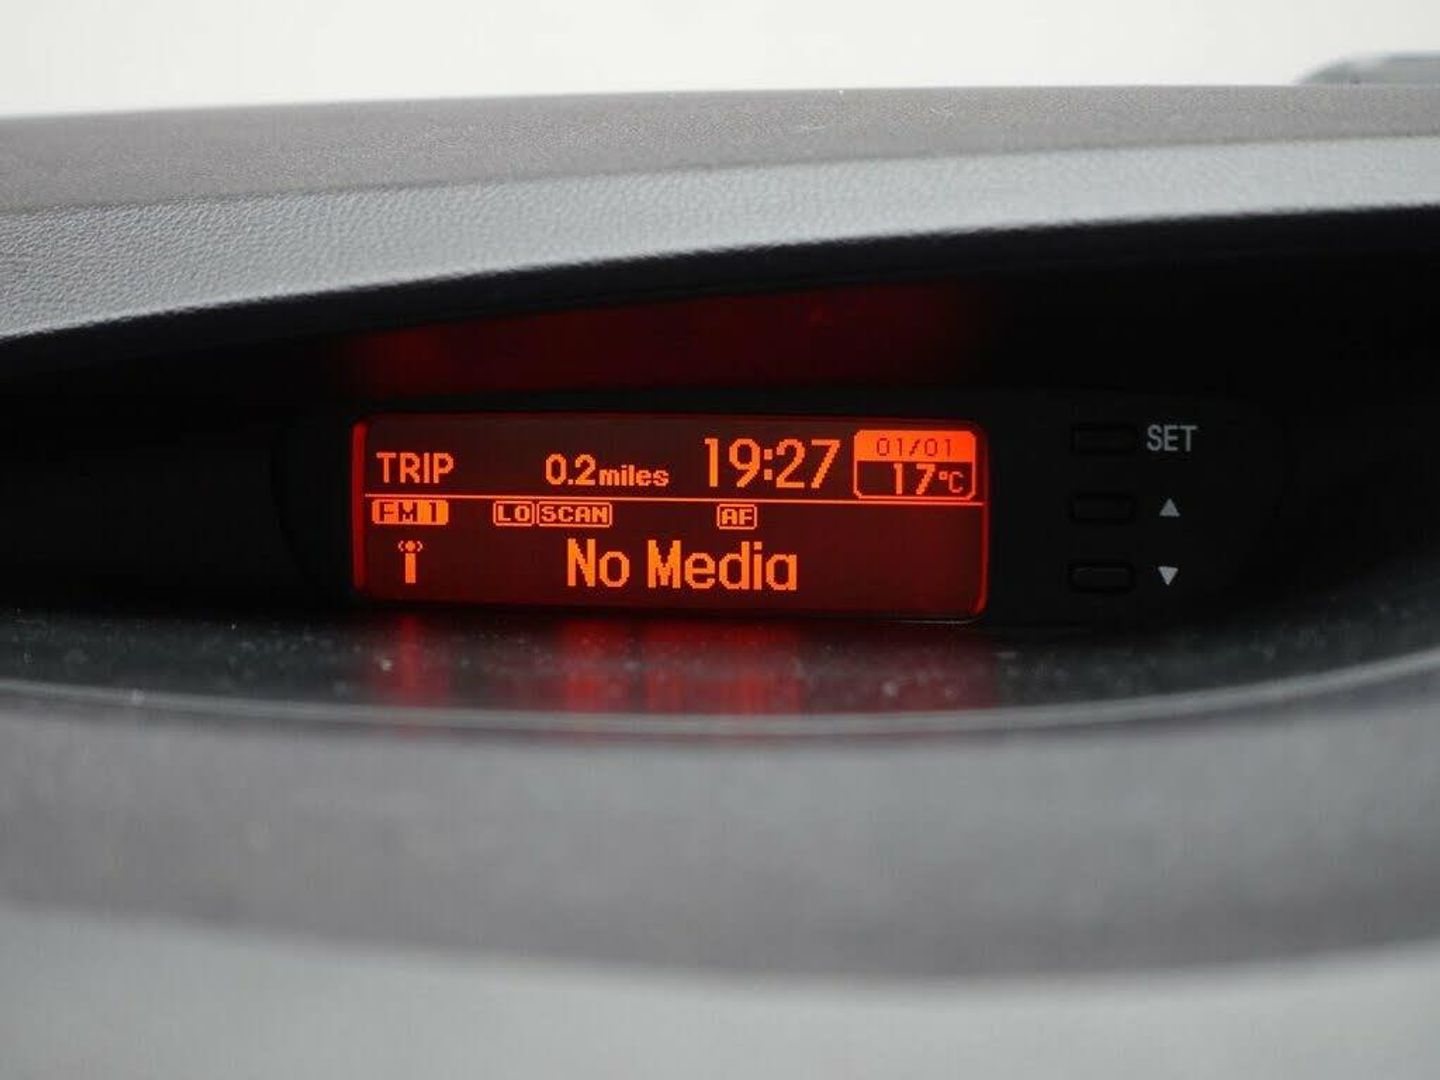 TRIP 0.2miles 19:27 01/01
17°C
FM1 LO SCAN AF
No Media
SET